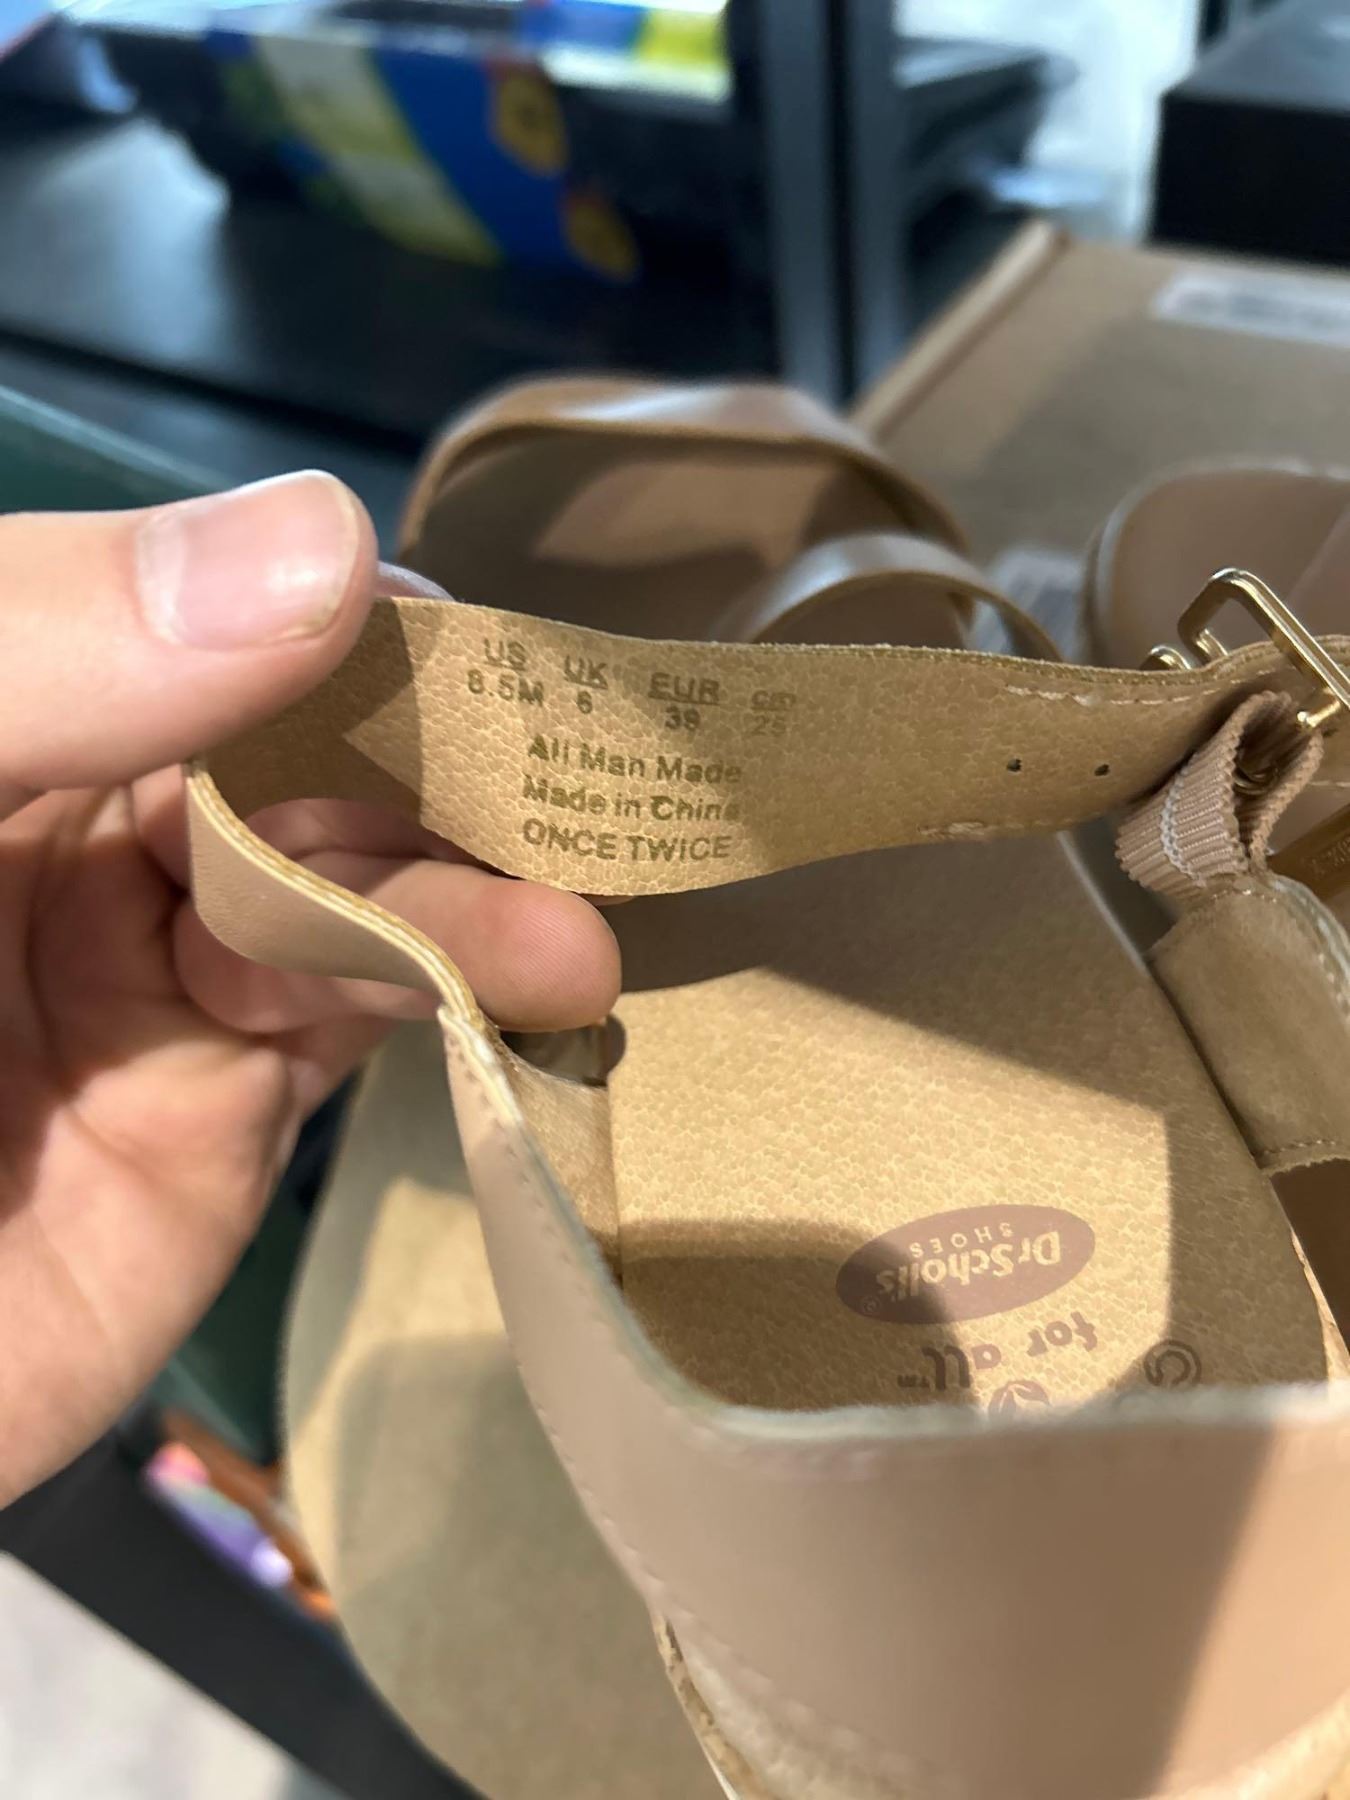 US UK EUR cm
8.5M 6 39 25
All Man Made
Made in China
ONCE TWICE
Dr.Scholl's®
SHOES
for all™